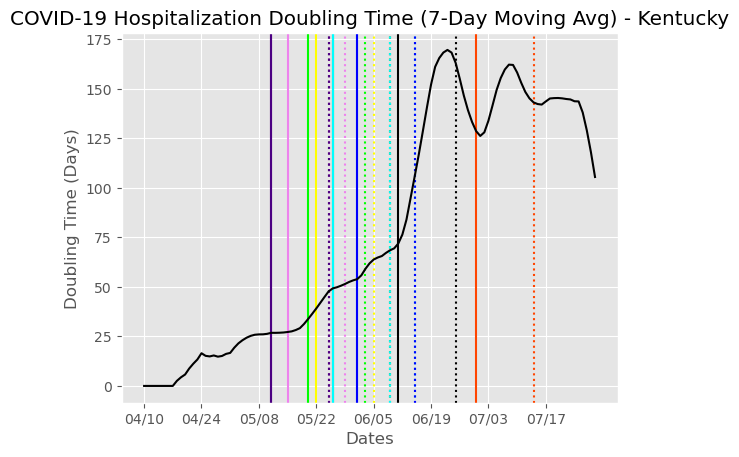 COVID-19 Hospitalization Doubling Time (7-Day Moving Avg) - Kentucky
175
150
125
100
75
50
25
0
Doubling Time (Days)
04/10 04/24 05/08 05/22 06/05 06/19 07/03 07/17
Dates